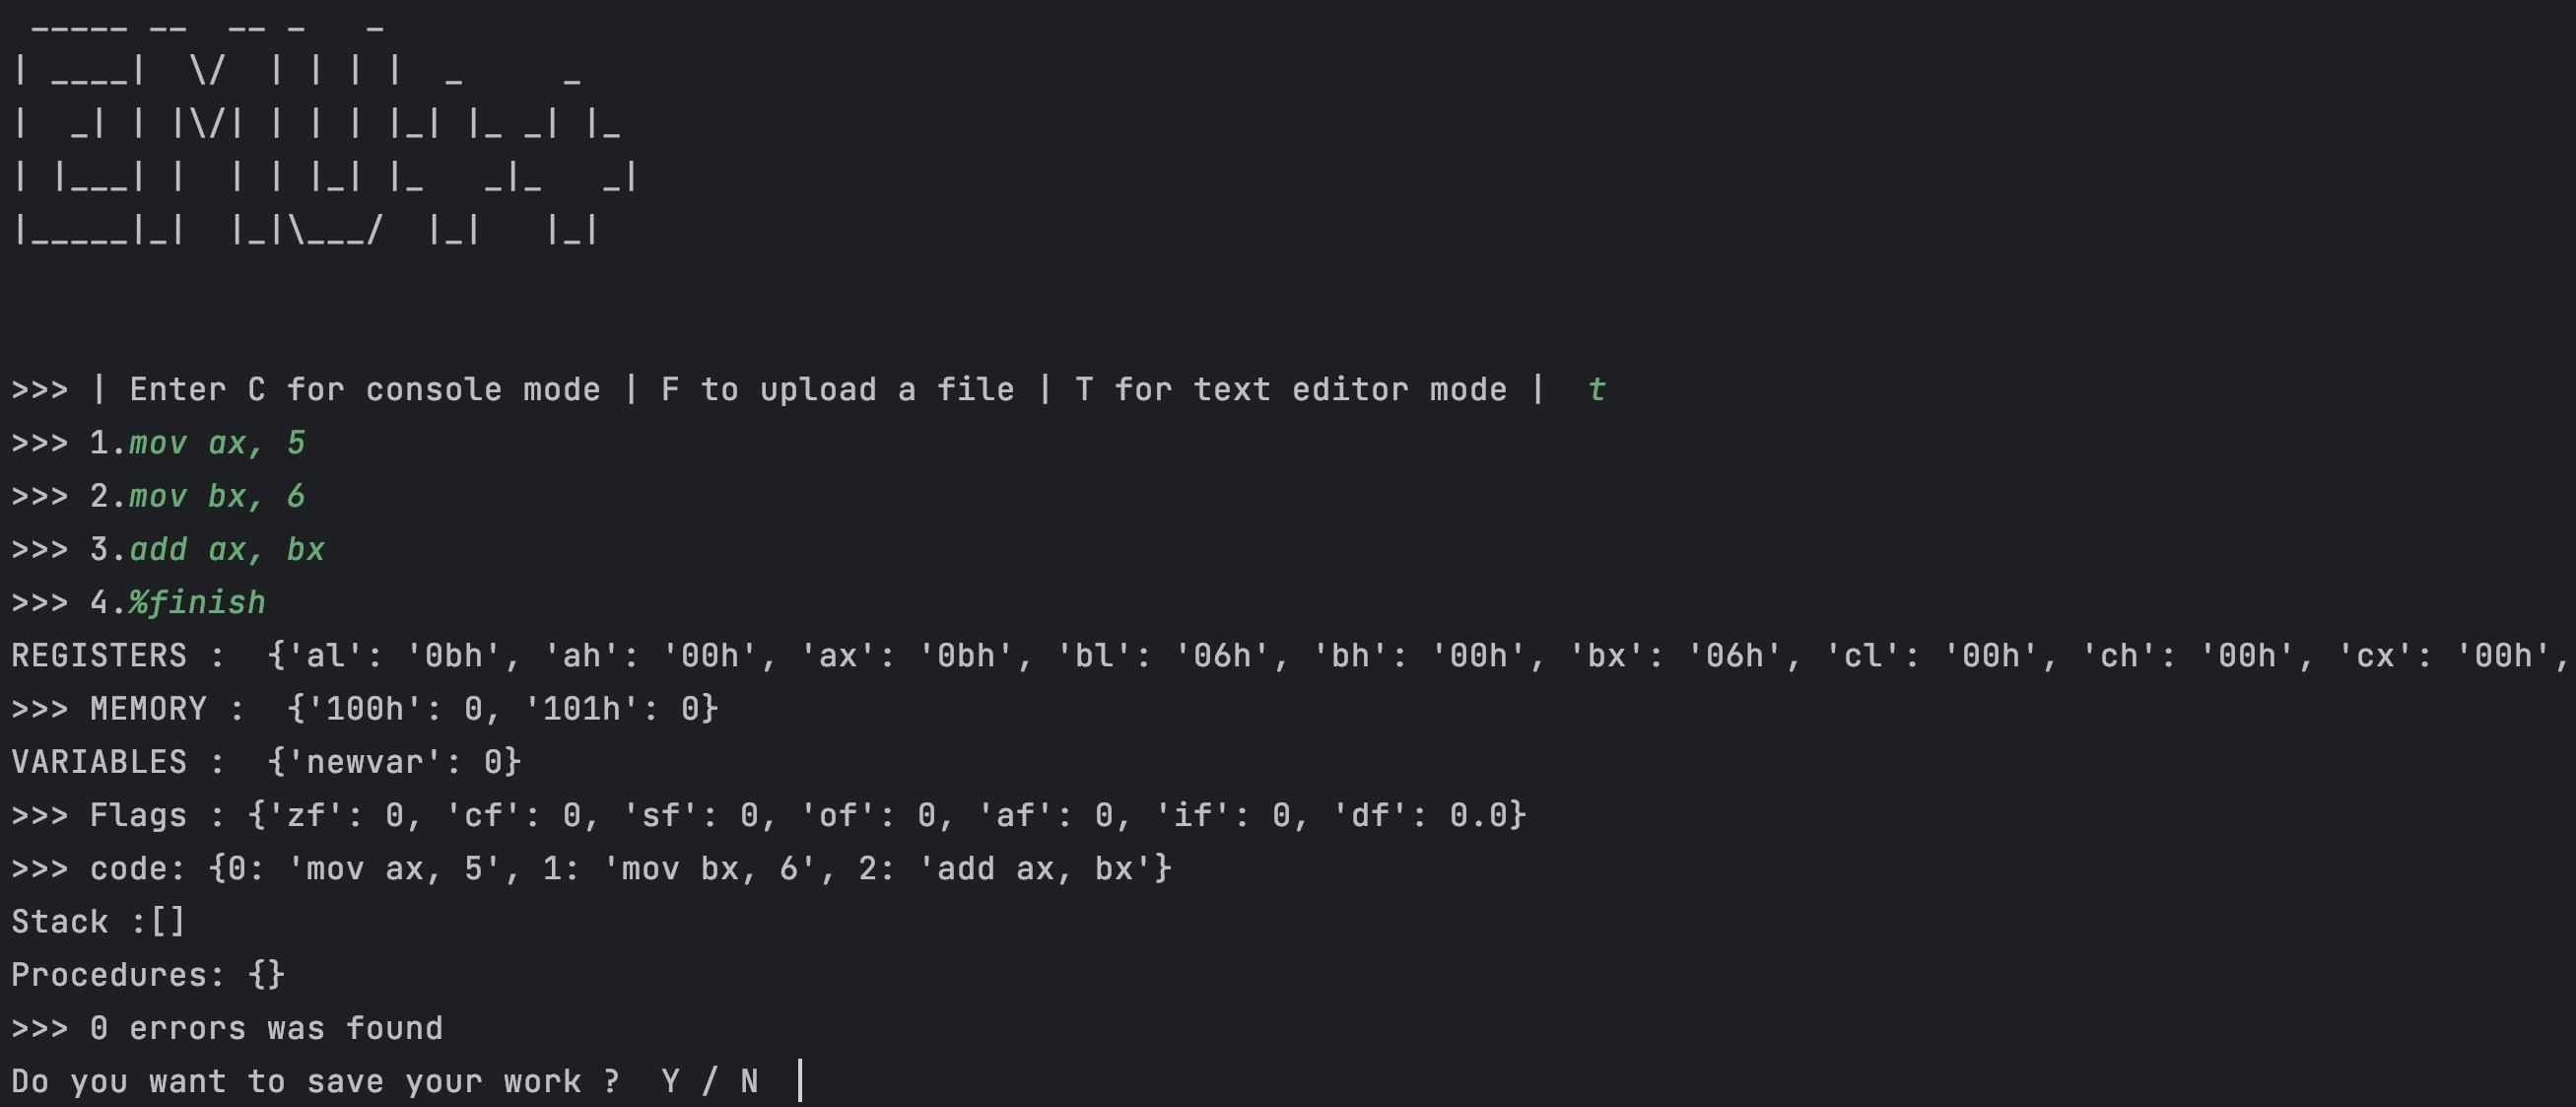 _____ __  __ _   _
| ____|  \/  | | | |  _     _
|  _| | |\/| | | | |_| |_ _| |_
| |___| |  | | |_| |_   _|_   _|
|_____|_|  |_|\___/  |_|   |_|
>>> | Enter C for console mode | F to upload a file | T for text editor mode |  t
>>> 1.mov ax, 5
>>> 2.mov bx, 6
>>> 3.add ax, bx
>>> 4.%finish
REGISTERS :  {'al': '0bh', 'ah': '00h', 'ax': '0bh', 'bl': '06h', 'bh': '00h', 'bx': '06h', 'cl': '00h', 'ch': '00h', 'cx': '00h',
>>> MEMORY :  {'100h': 0, '101h': 0}
VARIABLES :  {'newvar': 0}
>>> Flags : {'zf': 0, 'cf': 0, 'sf': 0, 'of': 0, 'af': 0, 'if': 0, 'df': 0.0}
>>> code: {0: 'mov ax, 5', 1: 'mov bx, 6', 2: 'add ax, bx'}
Stack :[]
Procedures: {}
>>> 0 errors was found
Do you want to save your work ?  Y / N